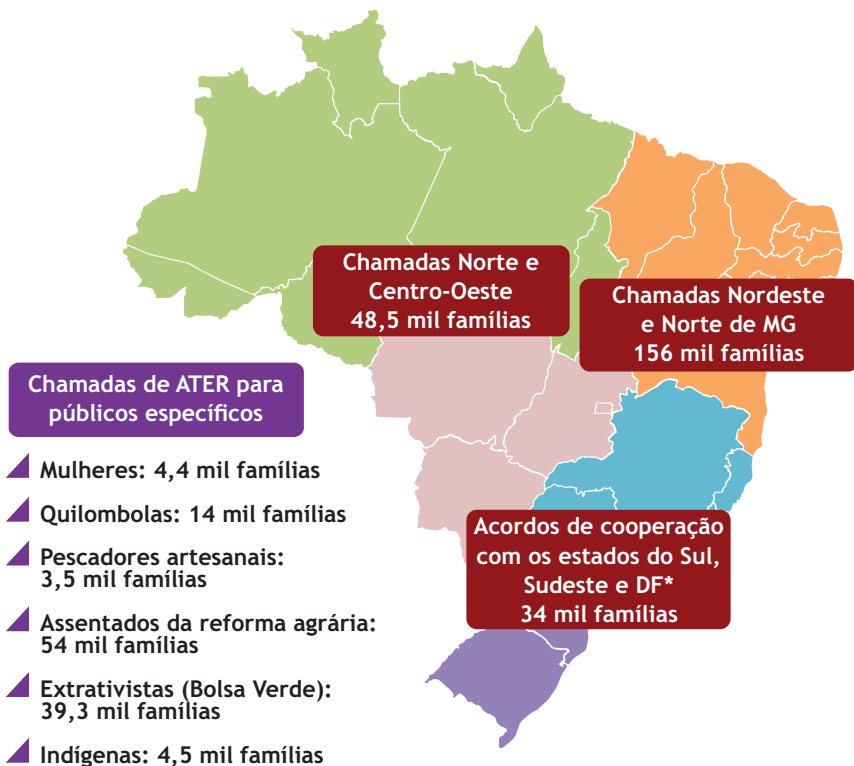 Chamadas Norte e
Centro-Oeste
48,5 mil famílias
Chamadas Nordeste
e Norte de MG
156 mil famílias
Chamadas de ATER para
públicos específicos
Mulheres: 4,4 mil famílias
Quilombolas: 14 mil famílias
Pescadores artesanais:
3,5 mil famílias
Assentados da reforma agrária:
54 mil famílias
Extrativistas (Bolsa Verde):
39,3 mil famílias
Indígenas: 4,5 mil famílias
Acordos de cooperação
com os estados do Sul,
Sudeste e DF*
34 mil famílias